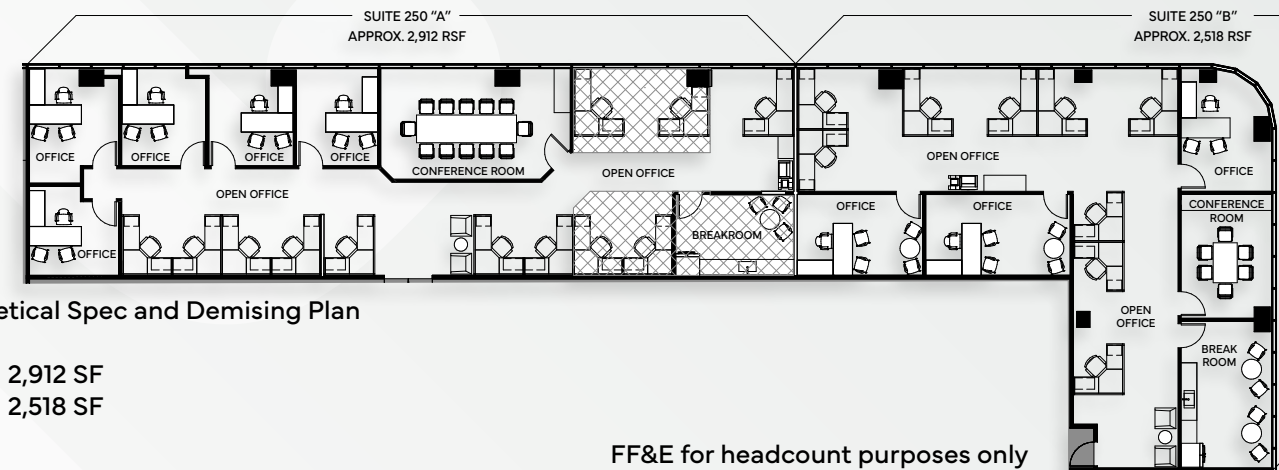 SUITE 250 "A"
APPROX. 2,912 RSF
SUITE 250 "B"
APPROX. 2,518 RSF
OFFICE
OFFICE
OFFICE
OFFICE
CONFERENCE ROOM
OPEN OFFICE
OPEN OFFICE
OFFICE
BREAKROOM
OPEN OFFICE
OFFICE
OFFICE
OFFICE
CONFERENCE
ROOM
OPEN
OFFICE
BREAK
ROOM
Spec and Demising Plan
2,912 SF
2,518 SF
FF&E for headcount purposes only